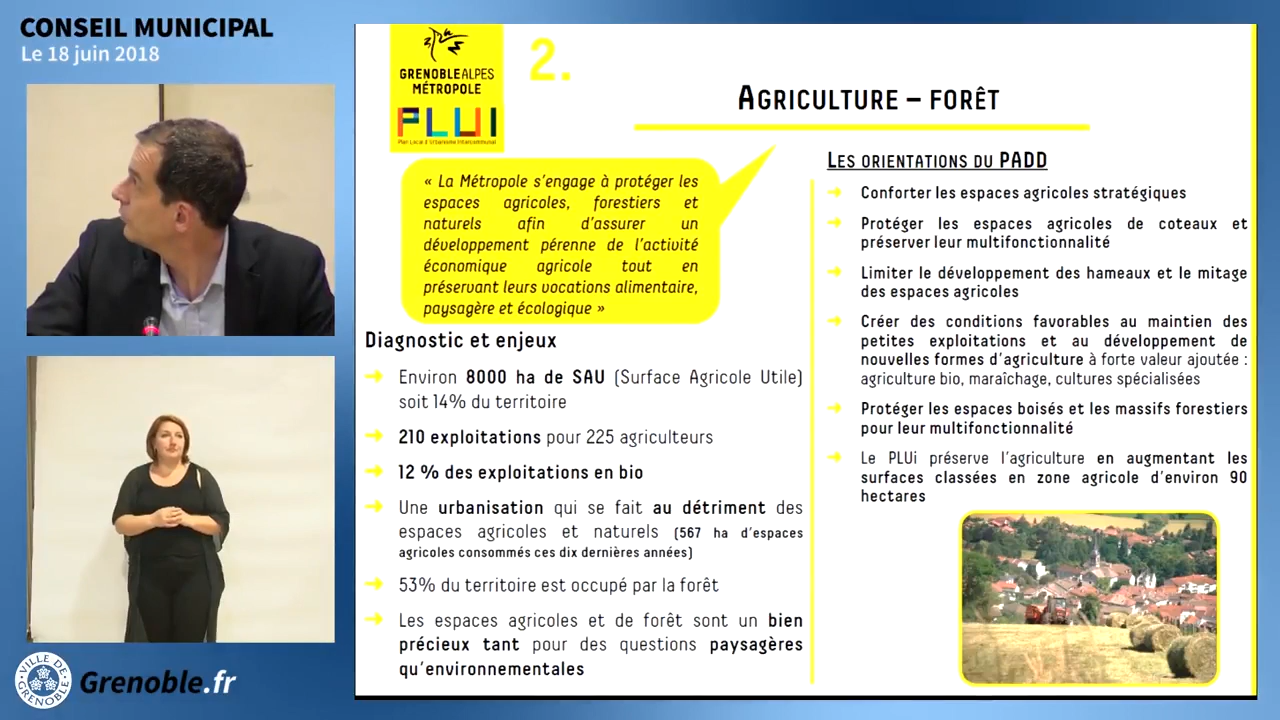 CONSEIL MUNICIPAL
Le 18 juin 2018
GRENOBLEALPES
MÉTROPOLE
PLUI
Plan Local d'Urbanisme Intercommunal
2.
AGRICULTURE – FORÊT
« La Métropole s'engage à protéger les
espaces agricoles, forestiers et
naturels afin d'assurer un
développement pérenne de l'activité
économique agricole tout en
préservant leurs vocations alimentaire,
paysagère et écologique »
Diagnostic et enjeux
Environ 8000 ha de SAU (Surface Agricole Utile)
soit 14% du territoire
210 exploitations pour 225 agriculteurs
12 % des exploitations en bio
Une urbanisation qui se fait au détriment des
espaces agricoles et naturels (567 ha d'espaces
agricoles consommés ces dix dernières années)
53% du territoire est occupé par la forêt
Les espaces agricoles et de forêt sont un bien
précieux tant pour des questions paysagères
qu'environnementales
LES ORIENTATIONS DU PADD
Conforter les espaces agricoles stratégiques
Protéger les espaces agricoles de coteaux et
préserver leur multifonctionnalité
Limiter le développement des hameaux et le mitage
des espaces agricoles
Créer des conditions favorables au maintien des
petites exploitations et au développement de
nouvelles formes d'agriculture à forte valeur ajoutée :
agriculture bio, maraîchage, cultures spécialisées
Protéger les espaces boisés et les massifs forestiers
pour leur multifonctionnalité
Le PLUi préserve l'agriculture en augmentant les
surfaces classées en zone agricole d'environ 90
hectares
VILLE DE
GRENOBLE
Grenoble.fr